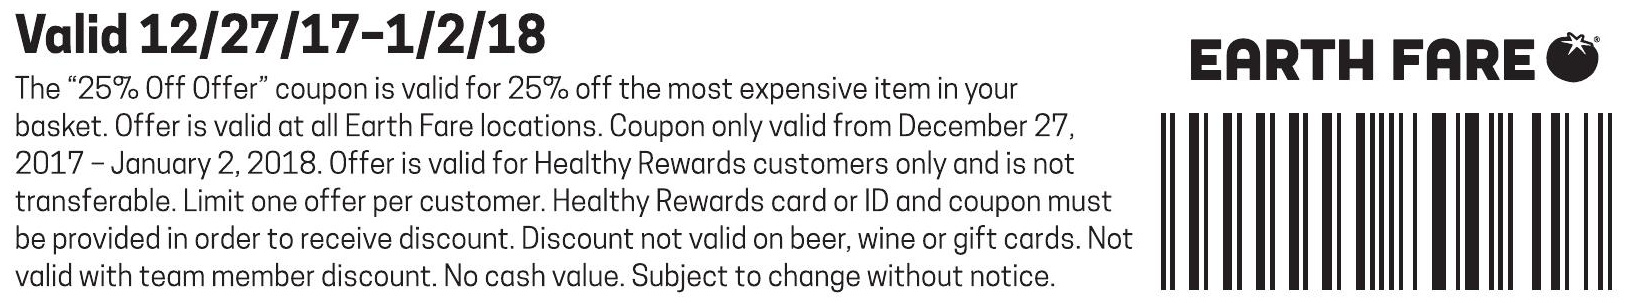 Valid 12/27/17–1/2/18
The “25% Off Offer” coupon is valid for 25% off the most expensive item in your
basket. Offer is valid at all Earth Fare locations. Coupon only valid from December 27,
2017 – January 2, 2018. Offer is valid for Healthy Rewards customers only and is not
transferable. Limit one offer per customer. Healthy Rewards card or ID and coupon must
be provided in order to receive discount. Discount not valid on beer, wine or gift cards. Not
valid with team member discount. No cash value. Subject to change without notice.
EARTH FARE ®